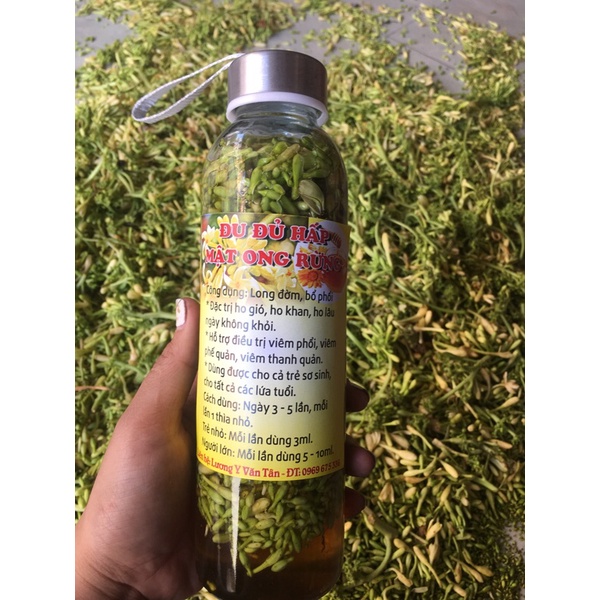 ĐU ĐỦ HẤP
MẬT ONG RỪNG
Công dụng: Long đờm, bổ phổi
* Đặc trị ho gió, ho khan, ho lâu
ngày không khỏi.
* Hỗ trợ điều trị viêm phổi, viêm
phế quản, viêm thanh quản.
* Dùng được cho cả trẻ sơ sinh,
cho tất cả các lứa tuổi.
Cách dùng: Ngày 3 - 5 lần, mỗi
lần 1 thìa nhỏ.
Trẻ nhỏ: Mỗi lần dùng 3ml.
Người lớn: Mỗi lần dùng 5 - 10ml.
Liên hệ: Lương Y Văn Tân - ĐT: 0969